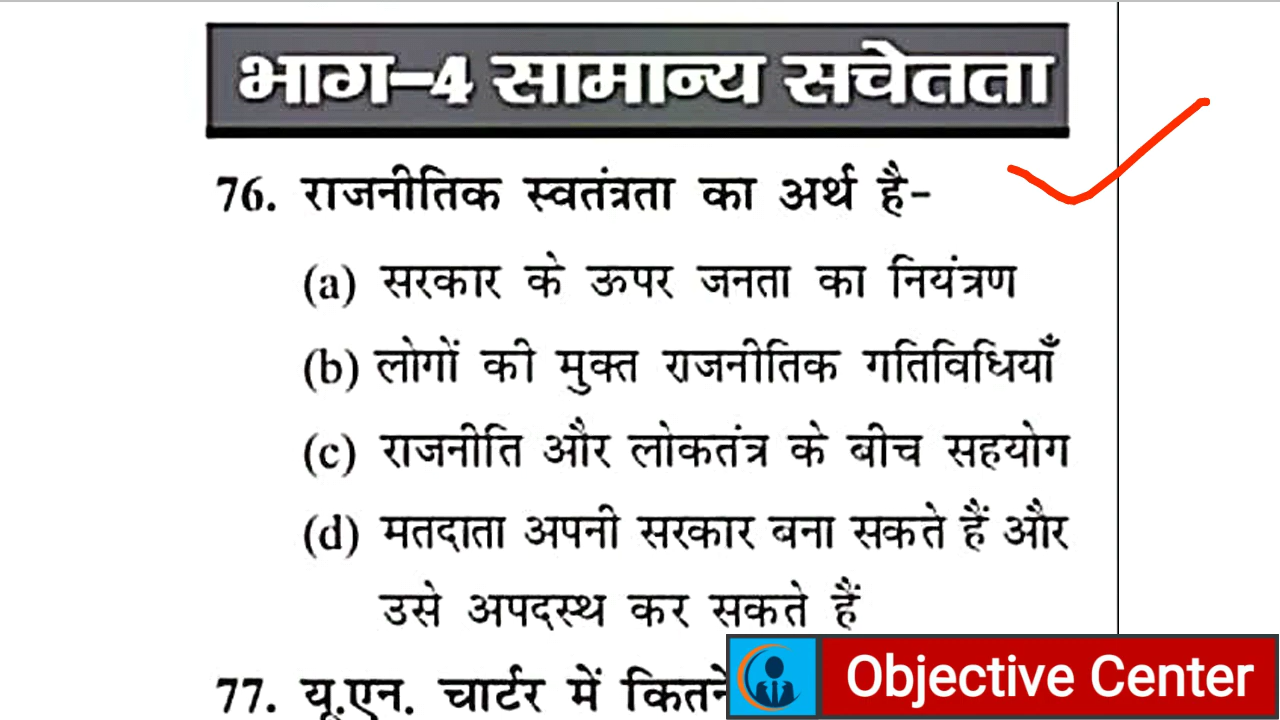 भाग-4 सामान्य सचेतता
76. राजनीतिक स्वतंत्रता का अर्थ है-
(a) सरकार के ऊपर जनता का नियंत्रण
(b) लोगों की मुक्त राजनीतिक गतिविधियाँ
(c) राजनीति और लोकतंत्र के बीच सहयोग
(d) मतदाता अपनी सरकार बना सकते हैं और
उसे अपदस्थ कर सकते हैं
77. यू.एन. चार्टर में कितने
Objective Center